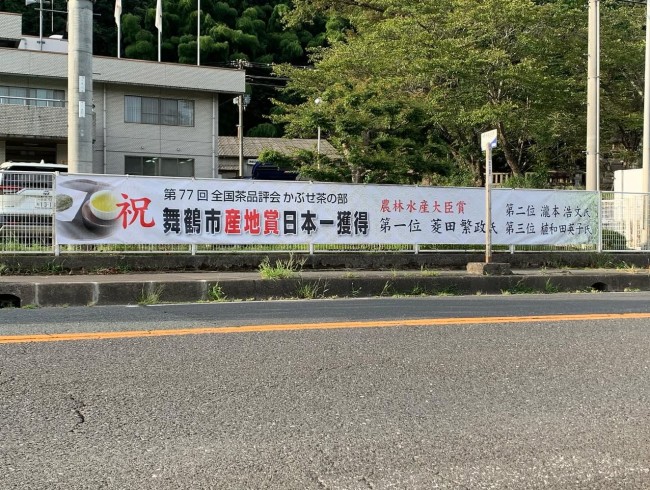 祝
第77回 全国茶品評会 かぶせ茶の部
舞鶴市産地賞日本一獲得
農林水産大臣賞
第一位 菱田 繁政氏
第二位 瀧本 浩文氏
第三位 植和田英子氏